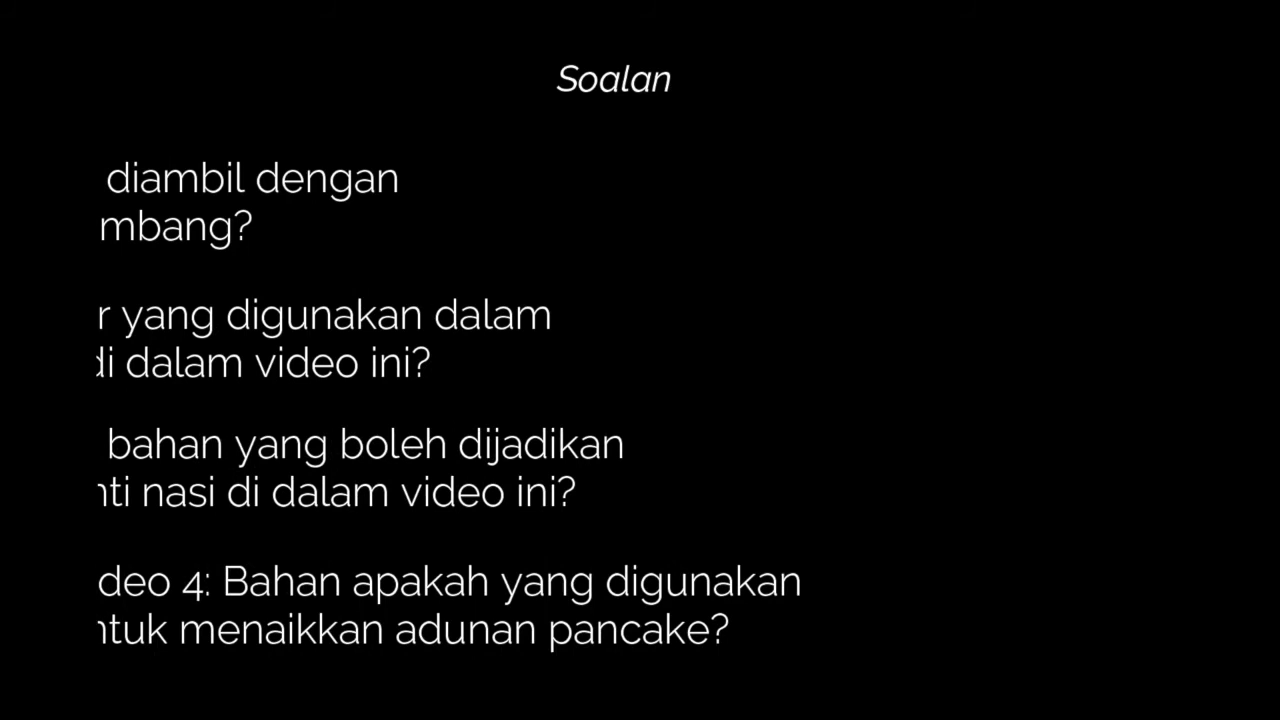 Soalan
diambil dengan
mbang?
r yang digunakan dalam
di dalam video ini?
bahan yang boleh dijadikan
nti nasi di dalam video ini?
deo 4: Bahan apakah yang digunakan
ntuk menaikkan adunan pancake?